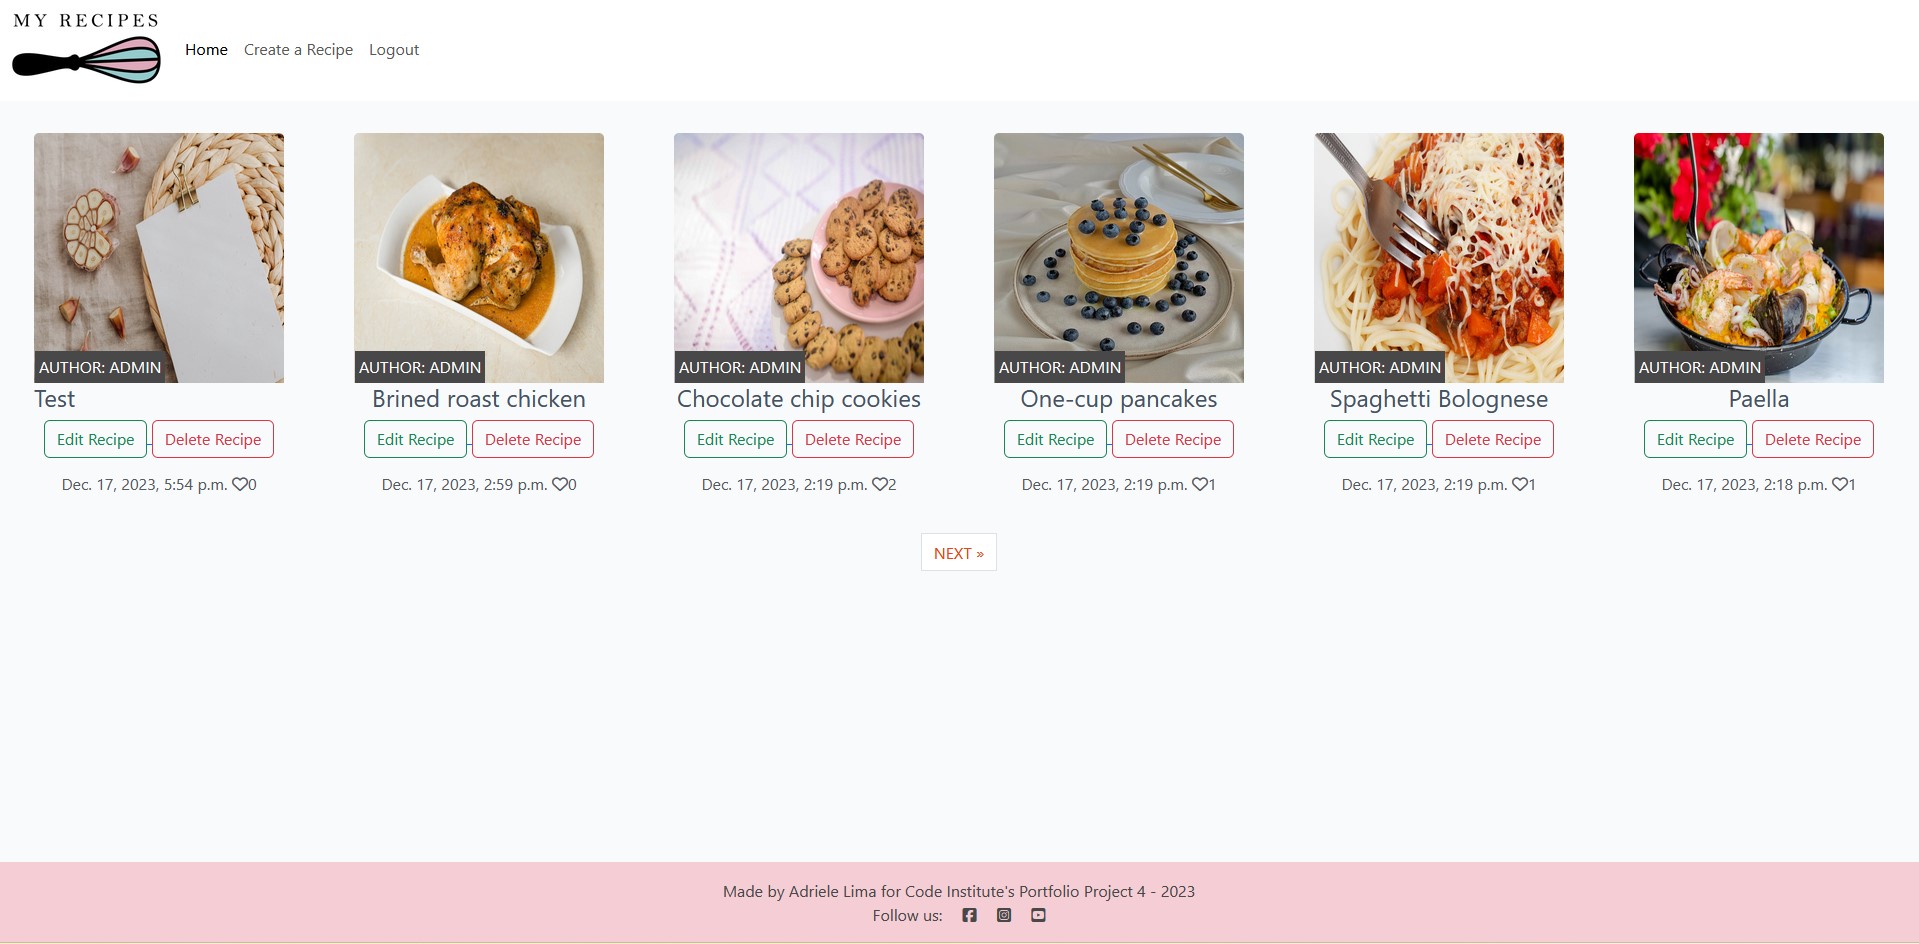 MY RECIPES
Home Create a Recipe Logout
AUTHOR: ADMIN
Test
Edit Recipe Delete Recipe
Dec. 17, 2023, 5:54 p.m. 0
AUTHOR: ADMIN
Brined roast chicken
Edit Recipe Delete Recipe
Dec. 17, 2023, 2:59 p.m. 0
AUTHOR: ADMIN
Chocolate chip cookies
Edit Recipe Delete Recipe
Dec. 17, 2023, 2:19 p.m. 2
AUTHOR: ADMIN
One-cup pancakes
Edit Recipe Delete Recipe
Dec. 17, 2023, 2:19 p.m. 1
AUTHOR: ADMIN
Spaghetti Bolognese
Edit Recipe Delete Recipe
Dec. 17, 2023, 2:19 p.m. 1
AUTHOR: ADMIN
Paella
Edit Recipe Delete Recipe
Dec. 17, 2023, 2:18 p.m. 1
NEXT »
Made by Adriele Lima for Code Institute's Portfolio Project 4 - 2023
Follow us: